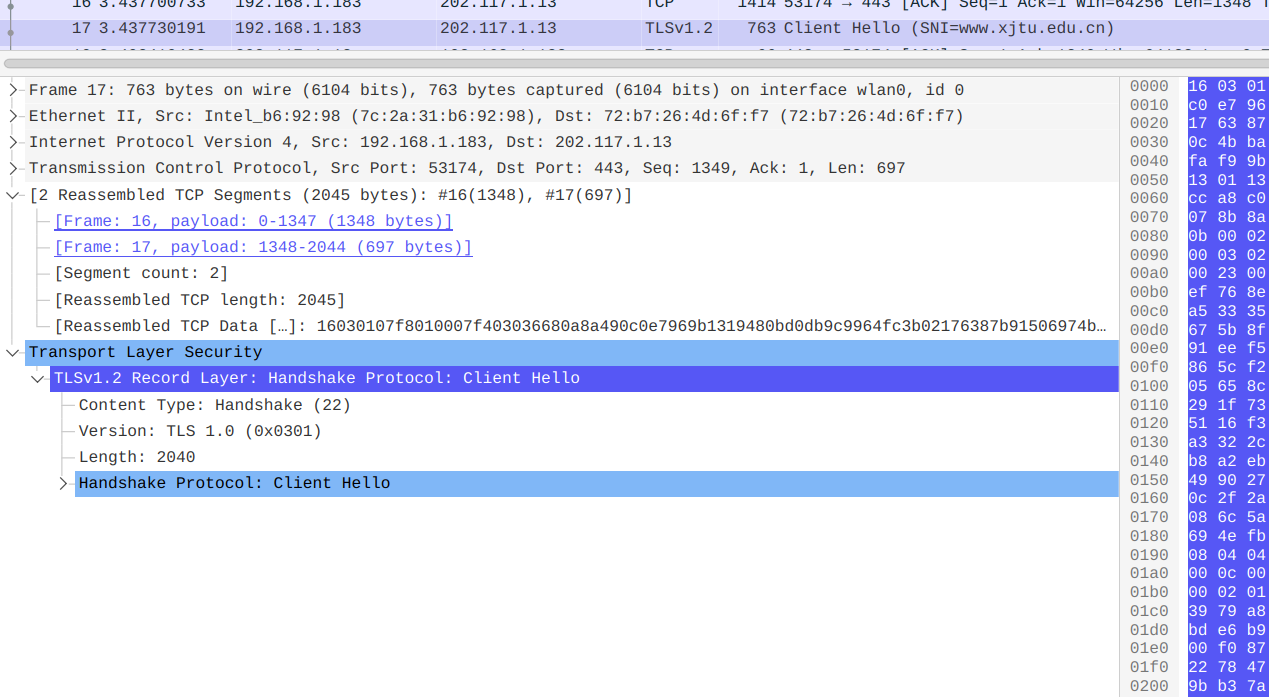 16 3.437700733 192.168.1.183 202.117.1.13 TCP 1414 53174 → 443 [ACK] Seq=1 Ack=1 Win=64256 Len=1348
17 3.437730191 192.168.1.183 202.117.1.13 TLSv1.2 763 Client Hello (SNI=www.xjtu.edu.cn)
Frame 17: 763 bytes on wire (6104 bits), 763 bytes captured (6104 bits) on interface wlan0, id 0
Ethernet II, Src: Intel_b6:92:98 (7c:2a:31:b6:92:98), Dst: 72:b7:26:4d:6f:f7 (72:b7:26:4d:6f:f7)
Internet Protocol Version 4, Src: 192.168.1.183, Dst: 202.117.1.13
Transmission Control Protocol, Src Port: 53174, Dst Port: 443, Seq: 1349, Ack: 1, Len: 697
[2 Reassembled TCP Segments (2045 bytes): #16(1348), #17(697)]
[Frame: 16, payload: 0-1347 (1348 bytes)]
[Frame: 17, payload: 1348-2044 (697 bytes)]
[Segment count: 2]
[Reassembled TCP length: 2045]
[Reassembled TCP Data […]: 16030107f8010007f403036680a8a490c0e7969b1319480bd0db9c9964fc3b02176387b91506974b…
Transport Layer Security
TLSv1.2 Record Layer: Handshake Protocol: Client Hello
Content Type: Handshake (22)
Version: TLS 1.0 (0x0301)
Length: 2040
Handshake Protocol: Client Hello
0000 16 03 01
0010 c0 e7 96
0020 17 63 87
0030 0c 4b ba
0040 fa f9 9b
0050 13 01 13
0060 cc a8 c0
0070 07 8b 8a
0080 0b 00 02
0090 00 03 02
00a0 00 23 00
00b0 ef 76 8e
00c0 a5 33 35
00d0 67 5b 8f
00e0 91 ee f5
00f0 86 5c f2
0100 05 65 8c
0110 29 1f 73
0120 51 16 f3
0130 a3 32 2c
0140 b8 a2 eb
0150 49 90 27
0160 0c 2f 2a
0170 08 6c 5a
0180 69 4e fb
0190 08 04 04
01a0 00 0c 00
01b0 00 02 01
01c0 39 79 a8
01d0 bd e6 b9
01e0 00 f0 87
01f0 22 78 47
0200 9b b3 7a